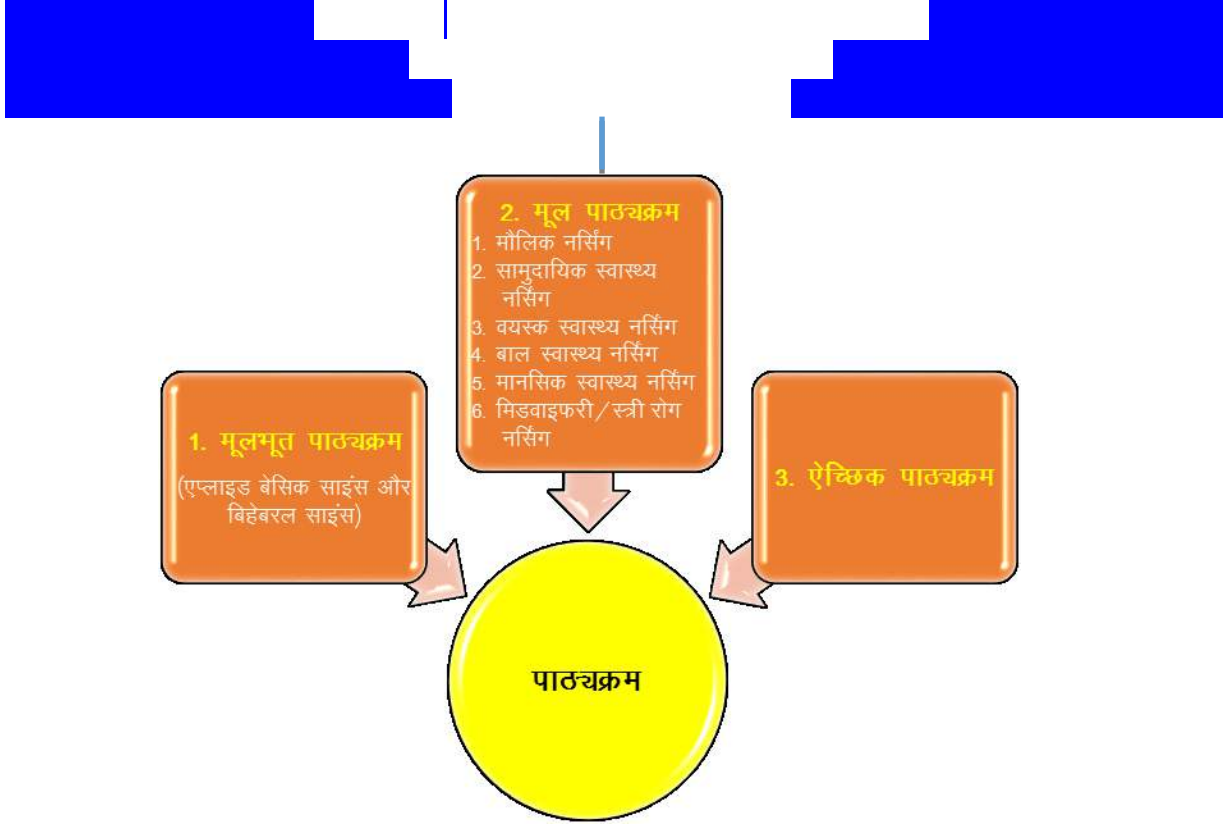 2. मूल पाठ्यक्रम
1. मौलिक नर्सिंग
2. सामुदायिक स्वास्थ्य
नर्सिंग
3. वयस्क स्वास्थ्य नर्सिंग
4. बाल स्वास्थ्य नर्सिंग
5. मानसिक स्वास्थ्य नर्सिंग
6. मिडवाइफरी/स्त्री रोग
नर्सिंग
1. मूलभूत पाठ्यक्रम
(एप्लाइड बेसिक साइंस और
बिहेबरल साइंस)
3. ऐच्छिक पाठ्यक्रम
पाठ्यक्रम